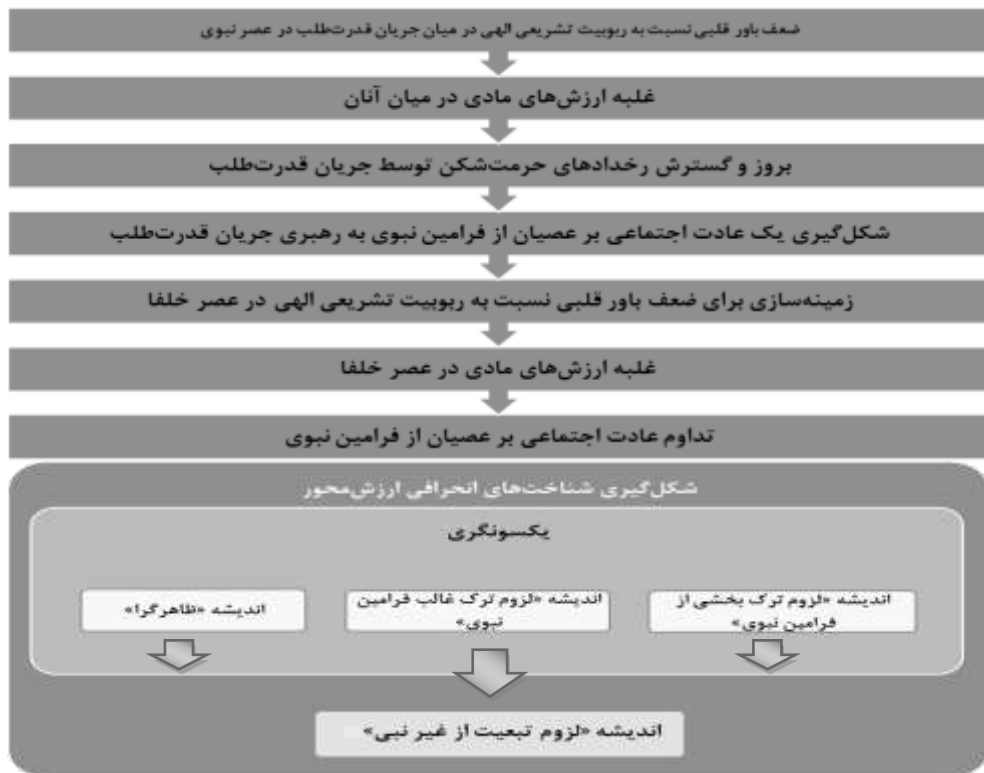 ضعف باور قلبی نسبت به ربوبیت تشریعی الهی در میان جریان قدرت‌طلب در عصر نبوی
غلبه ارزش‌های مادی در میان آنان
بروز و گسترش رخدادهای حرمت‌شکن توسط جریان قدرت‌طلب
شکل‌گیری یک عادت اجتماعی بر عصیان از فرامین نبوی به رهبری جریان قدرت‌طلب
زمینه‌سازی برای ضعف باور قلبی نسبت به ربوبیت تشریعی الهی در عصر خلفا
غلبه ارزش‌های مادی در عصر خلفا
تداوم عادت اجتماعی بر عصیان از فرامین نبوی
شکل‌گیری شناخت‌های انحرافی ارزش‌محور
یکسونگری
اندیشه «لزوم ترک بخشی از
فرامین نبوی»
اندیشه «لزوم ترک غالب فرامین
نبوی»
اندیشه «ظاهرگرا»
اندیشه «لزوم تبعیت از غیر نبی»